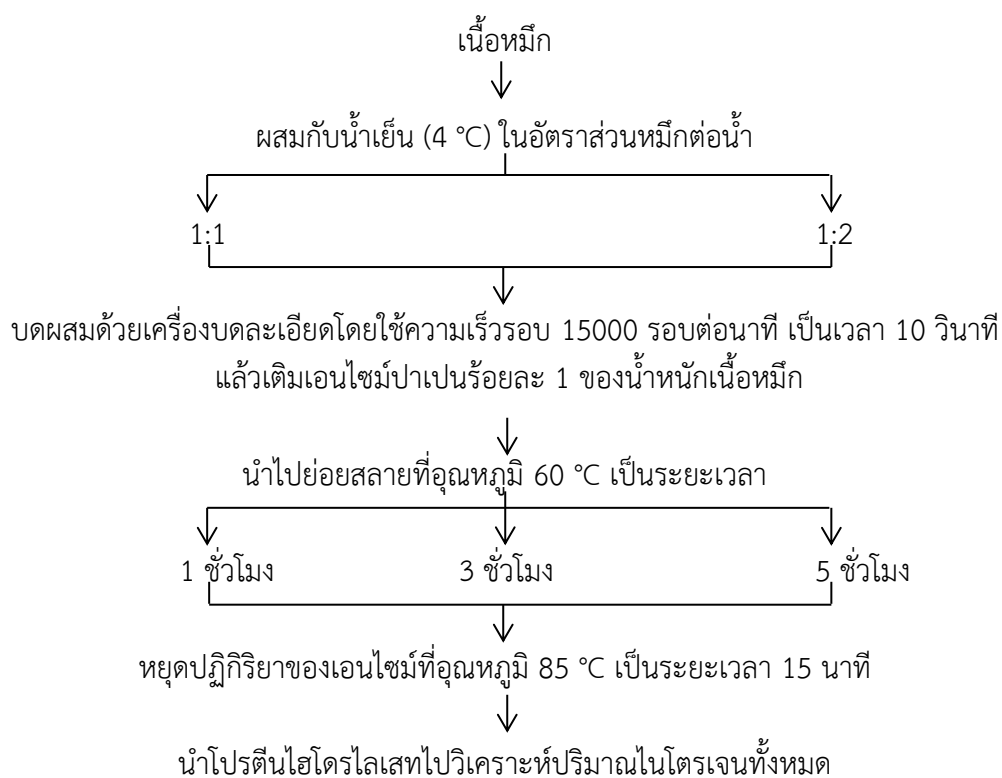 เนื้อหมึก
ผสมกับน้ำเย็น (4 °C) ในอัตราส่วนหมึกต่อน้ำ
1:1 1:2
บดผสมด้วยเครื่องบดละเอียดโดยใช้ความเร็วรอบ 15000 รอบต่อนาที เป็นเวลา 10 วินาที
แล้วเติมเอนไซม์ปาเปนร้อยละ 1 ของน้ำหนักเนื้อหมึก
นำไปย่อยสลายที่อุณหภูมิ 60 °C เป็นระยะเวลา
1 ชั่วโมง 3 ชั่วโมง 5 ชั่วโมง
หยุดปฏิกิริยาของเอนไซม์ที่อุณหภูมิ 85 °C เป็นระยะเวลา 15 นาที
นำโปรตีนไฮโดรไลเสทไปวิเคราะห์ปริมาณไนโตรเจนทั้งหมด